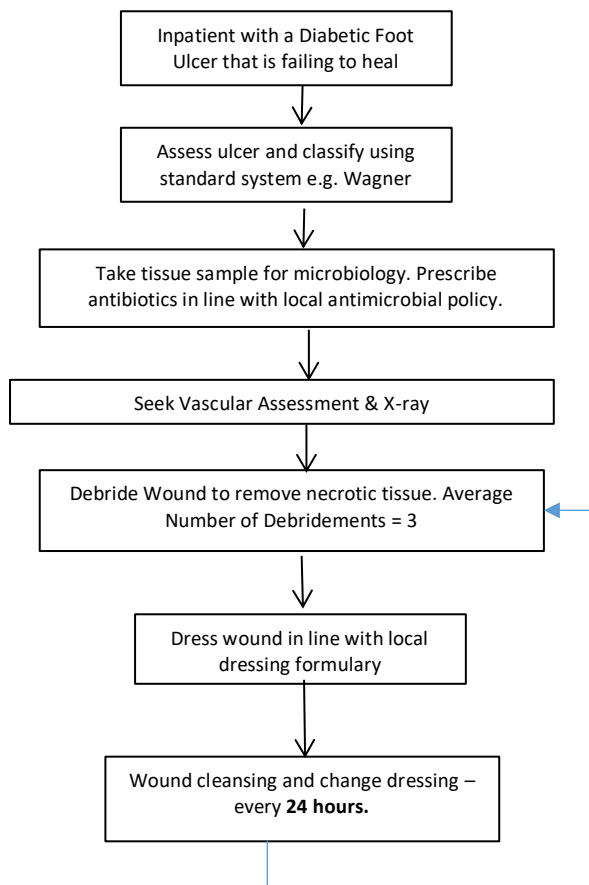 Inpatient with a Diabetic Foot
Ulcer that is failing to heal
Assess ulcer and classify using
standard system e.g. Wagner
Take tissue sample for microbiology. Prescribe
antibiotics in line with local antimicrobial policy.
Seek Vascular Assessment & X-ray
Debride Wound to remove necrotic tissue. Average
Number of Debridements = 3
Dress wound in line with local
dressing formulary
Wound cleansing and change dressing –
every 24 hours.